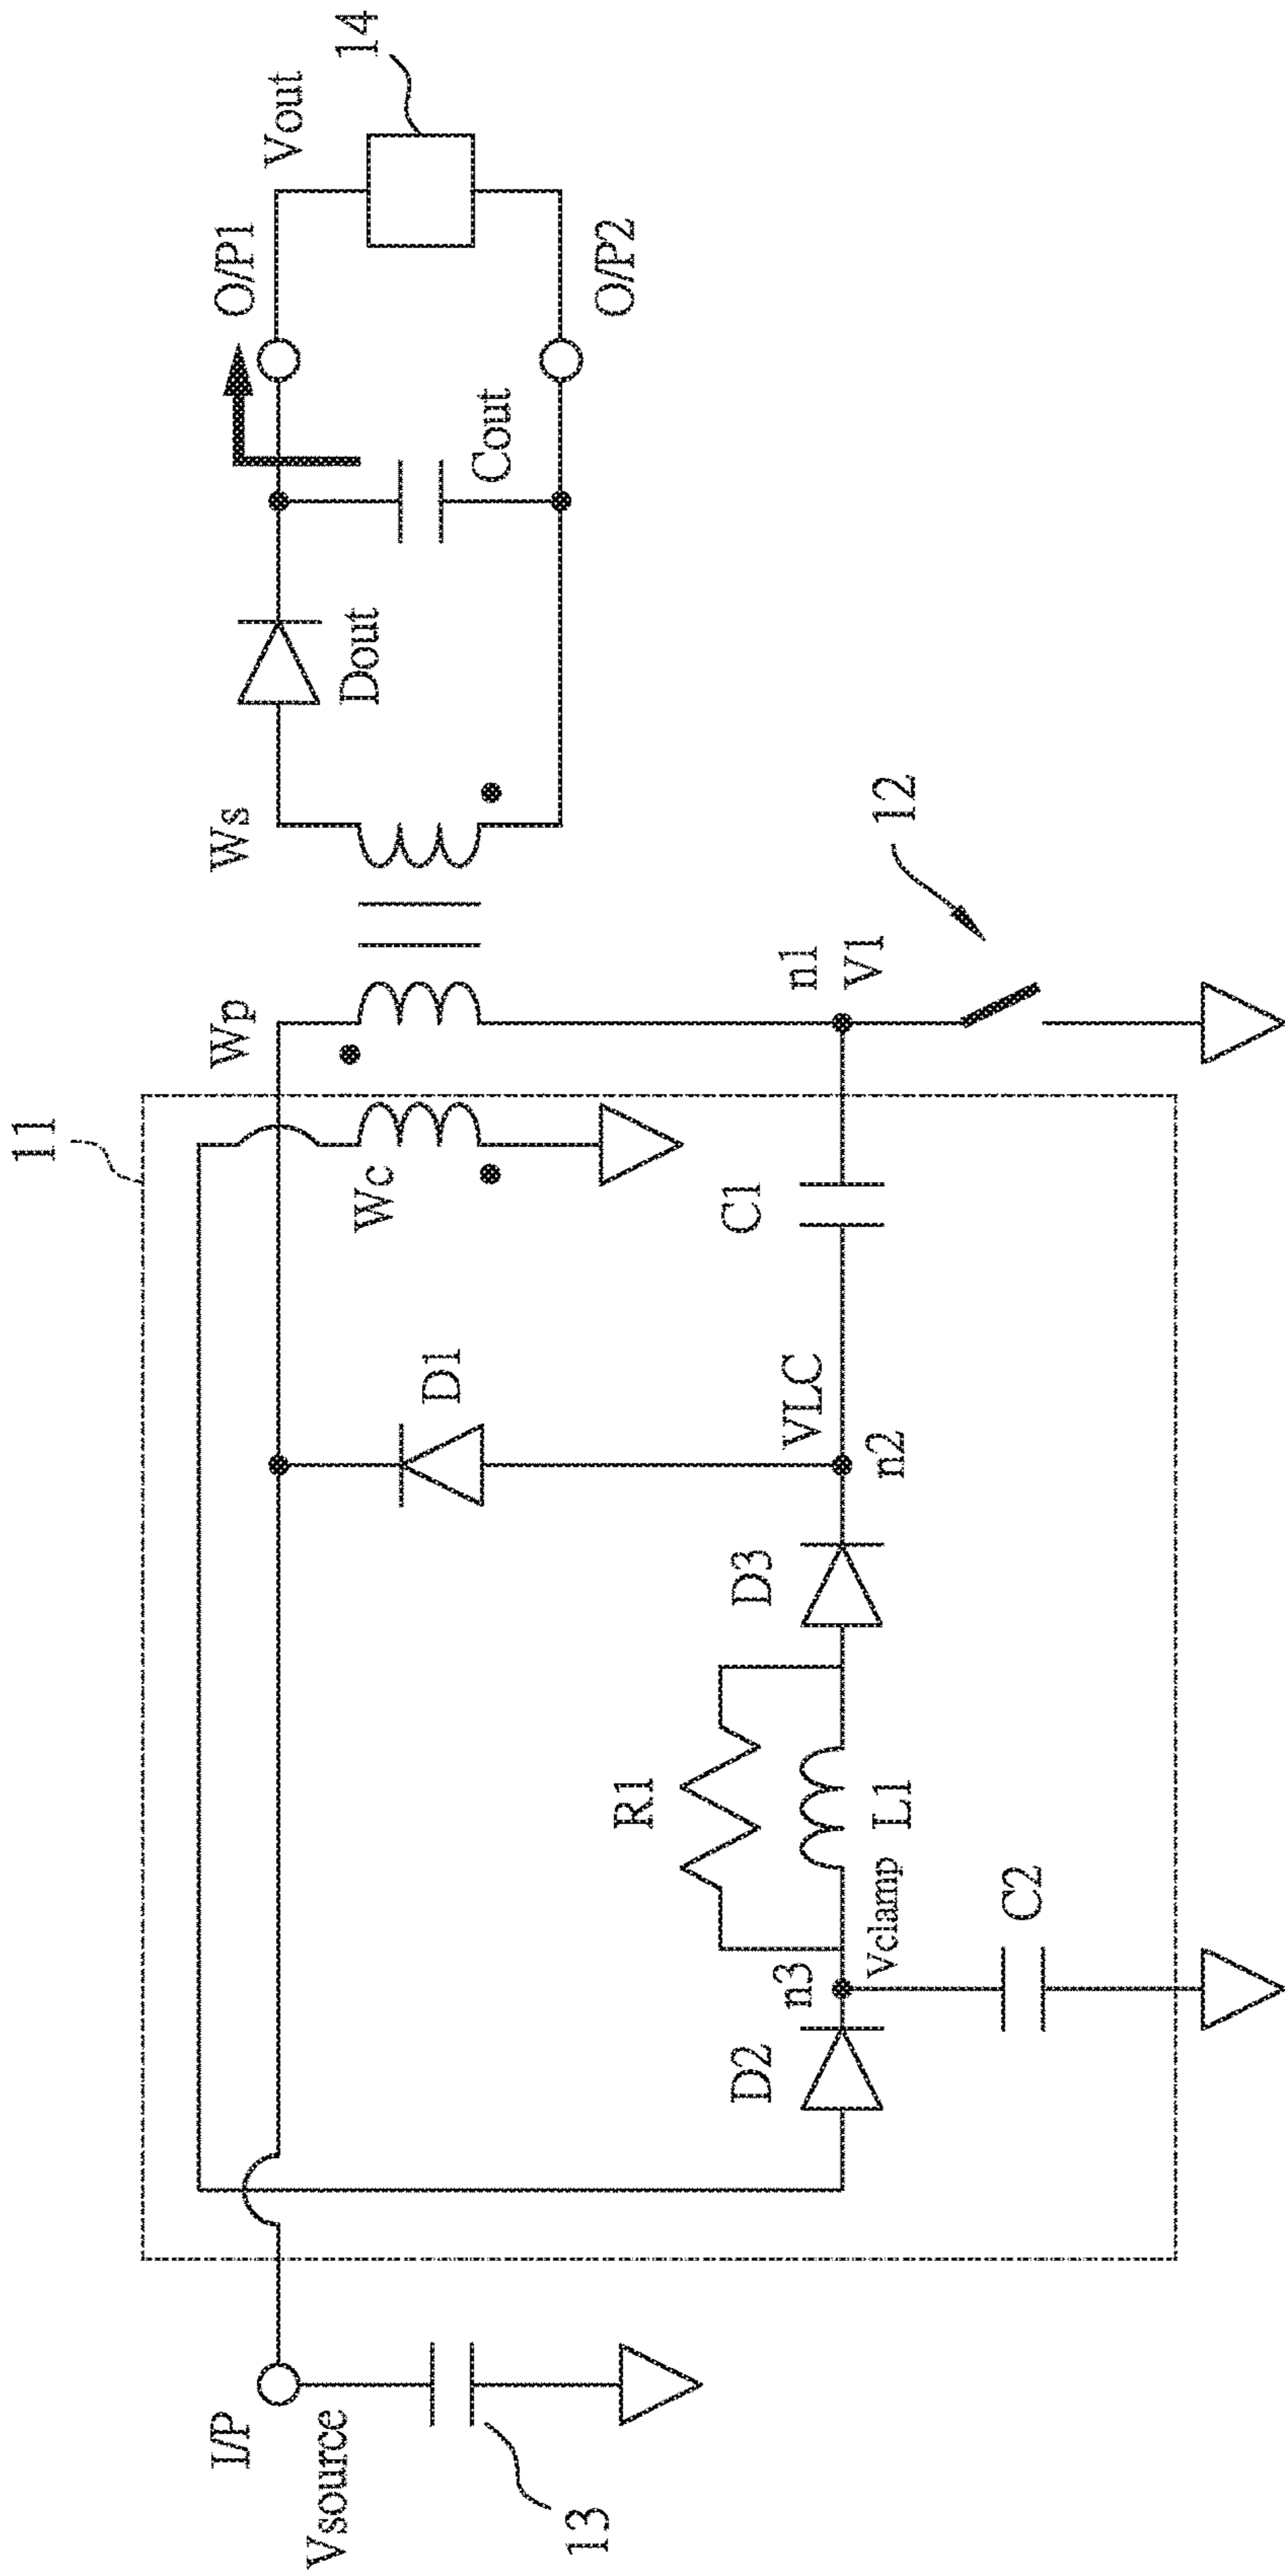 11
I/P
Vsource
13
Wc
Wp
Ws
Dout
Cout
O/P1
Vout
14
O/P2
D1
R1
L1
D3
VLC
n2
C1
n1
V1
12
D2
n3
Vclamp
C2